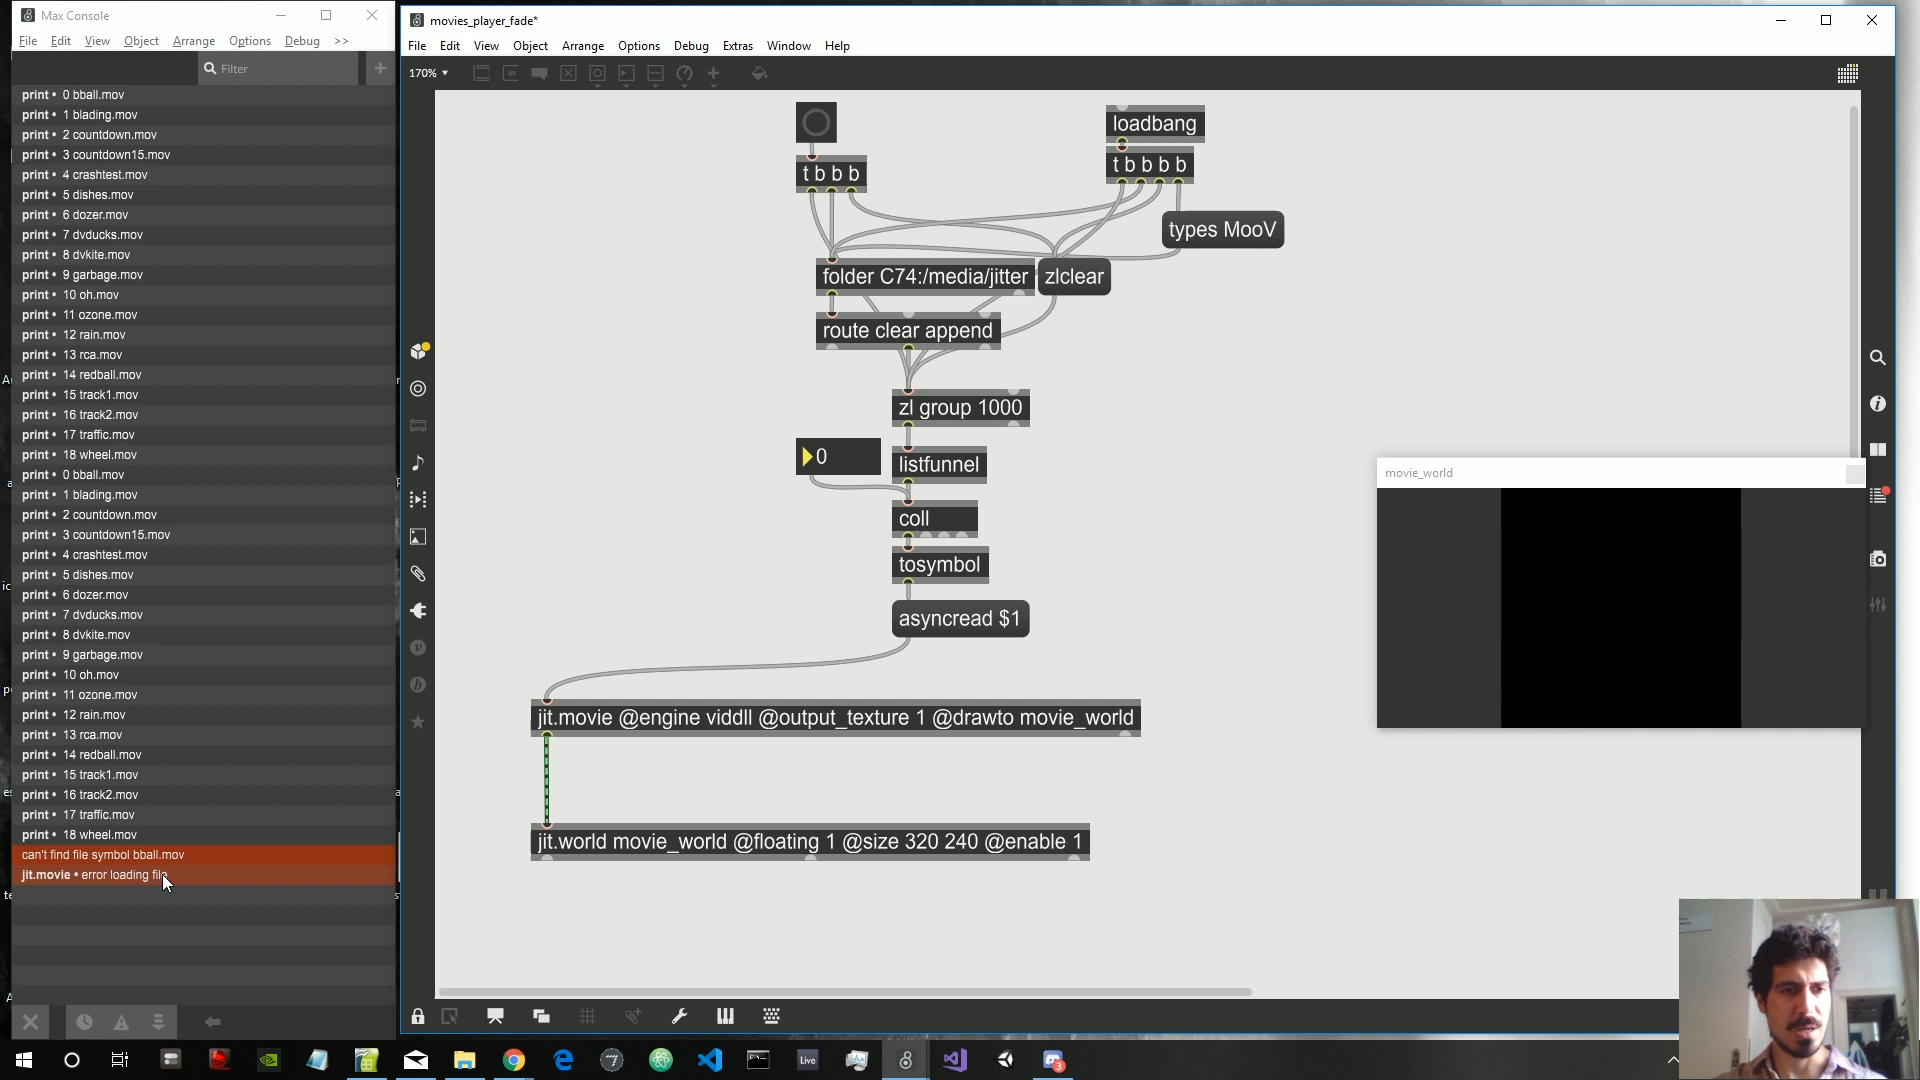 Max Console
File Edit View Object Arrange Options Debug >>
Filter
print • 0 bball.mov
print • 1 blading.mov
print • 2 countdown.mov
print • 3 countdown15.mov
print • 4 crashtest.mov
print • 5 dishes.mov
print • 6 dozer.mov
print • 7 dvducks.mov
print • 8 dvkite.mov
print • 9 garbage.mov
print • 10 oh.mov
print • 11 ozone.mov
print • 12 rain.mov
print • 13 rca.mov
print • 14 redball.mov
print • 15 track1.mov
print • 16 track2.mov
print • 17 traffic.mov
print • 18 wheel.mov
print • 0 bball.mov
print • 1 blading.mov
print • 2 countdown.mov
print • 3 countdown15.mov
print • 4 crashtest.mov
print • 5 dishes.mov
print • 6 dozer.mov
print • 7 dvducks.mov
print • 8 dvkite.mov
print • 9 garbage.mov
print • 10 oh.mov
print • 11 ozone.mov
print • 12 rain.mov
print • 13 rca.mov
print • 14 redball.mov
print • 15 track1.mov
print • 16 track2.mov
print • 17 traffic.mov
print • 18 wheel.mov
can't find file symbol bball.mov
jit.movie • error loading file
movies_player_fade*
File Edit View Object Arrange Options Debug Extras Window Help
170%
loadbang
t b b b
t b b b b
types MooV
folder C74:/media/jitter
zlclear
route clear append
zl group 1000
0
listfunnel
coll
tosymbol
asyncread $1
jit.movie @engine viddll @output_texture 1 @drawto movie_world
jit.world movie_world @floating 1 @size 320 240 @enable 1
movie_world
Live
3